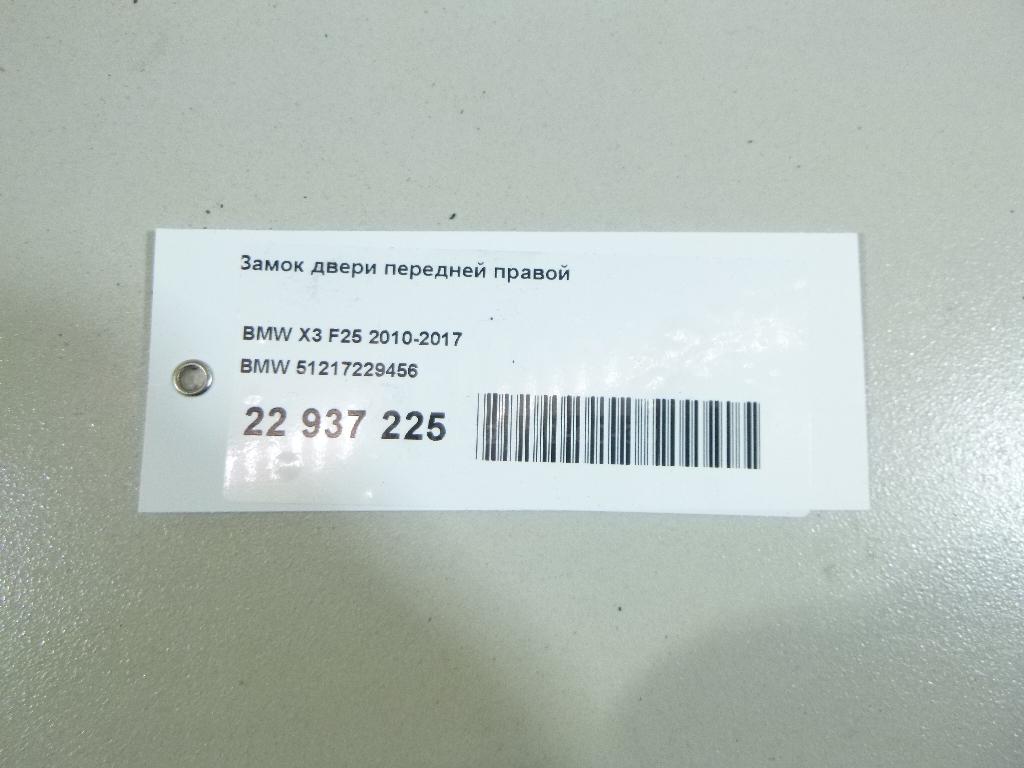 Замок двери передней правой
BMW X3 F25 2010-2017
BMW 51217229456
22 937 225